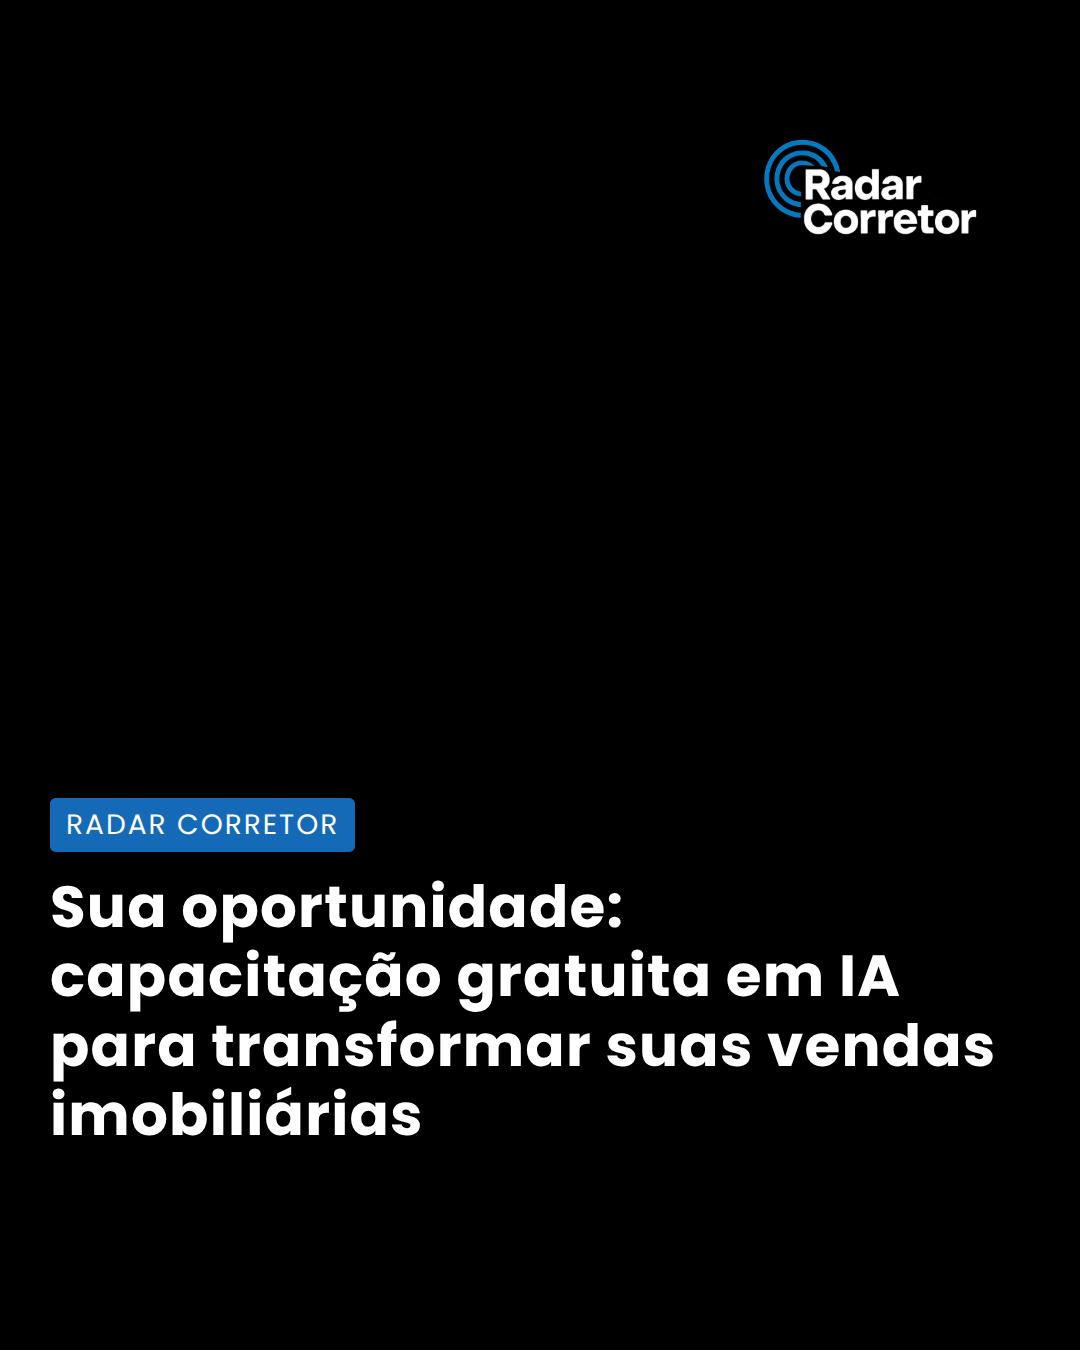 Radar
Corretor
RADAR CORRETOR
Sua oportunidade:
capacitação gratuita em IA
para transformar suas vendas
imobiliárias